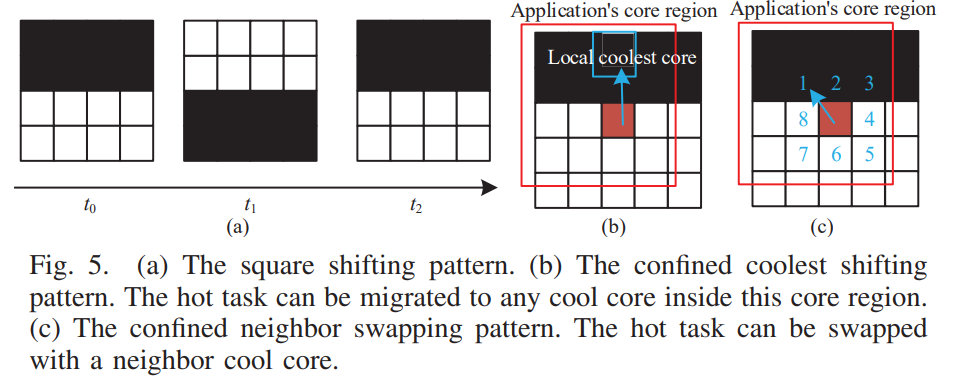 Application's core region
Application's core region
Local coolest core
1 2 3
8 4
7 6 5
t0 t1 t2
(a) (b) (c)
Fig. 5. (a) The square shifting pattern. (b) The confined coolest shifting
pattern. The hot task can be migrated to any cool core inside this core region.
(c) The confined neighbor swapping pattern. The hot task can be swapped
with a neighbor cool core.